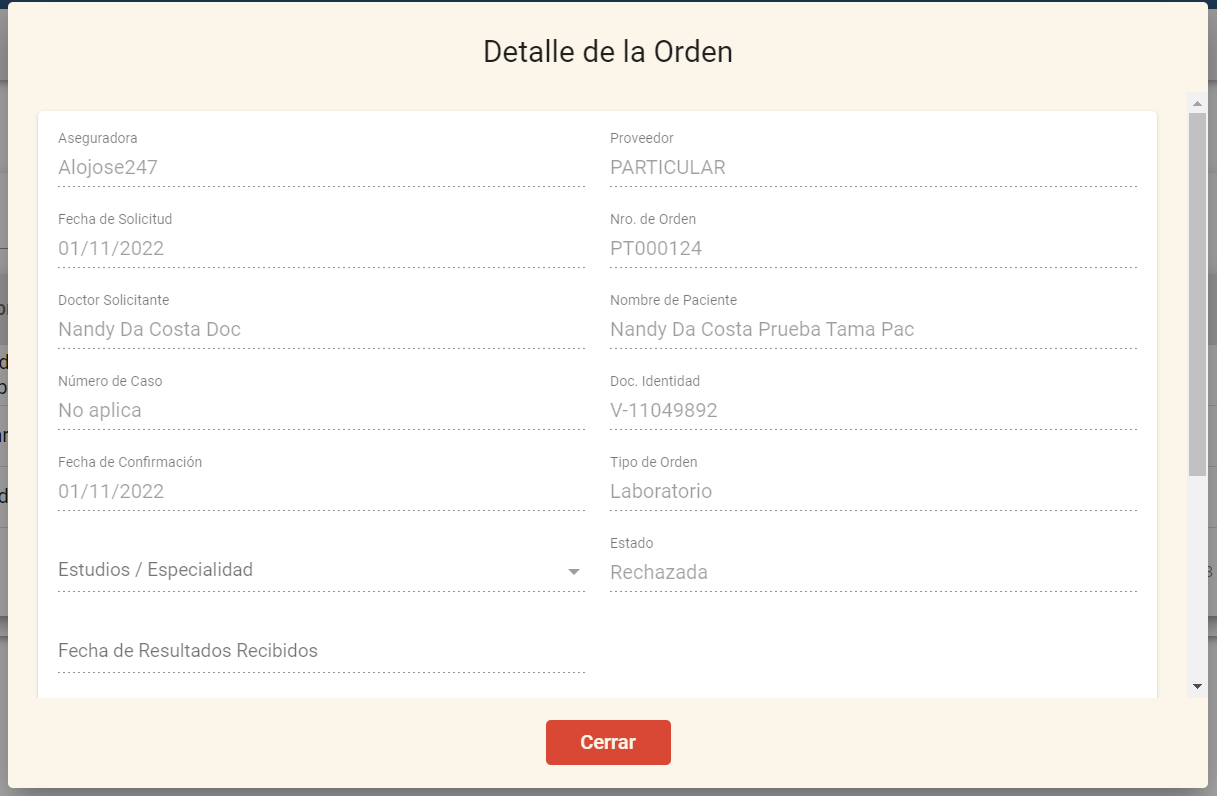 Detalle de la Orden
Aseguradora
Alojose247
Proveedor
PARTICULAR
Fecha de Solicitud
01/11/2022
Nro. de Orden
PT000124
Doctor Solicitante
Nandy Da Costa Doc
Nombre de Paciente
Nandy Da Costa Prueba Tama Pac
Número de Caso
No aplica
Doc. Identidad
V-11049892
Fecha de Confirmación
01/11/2022
Tipo de Orden
Laboratorio
Estudios / Especialidad
Estado
Rechazada
Fecha de Resultados Recibidos
Cerrar